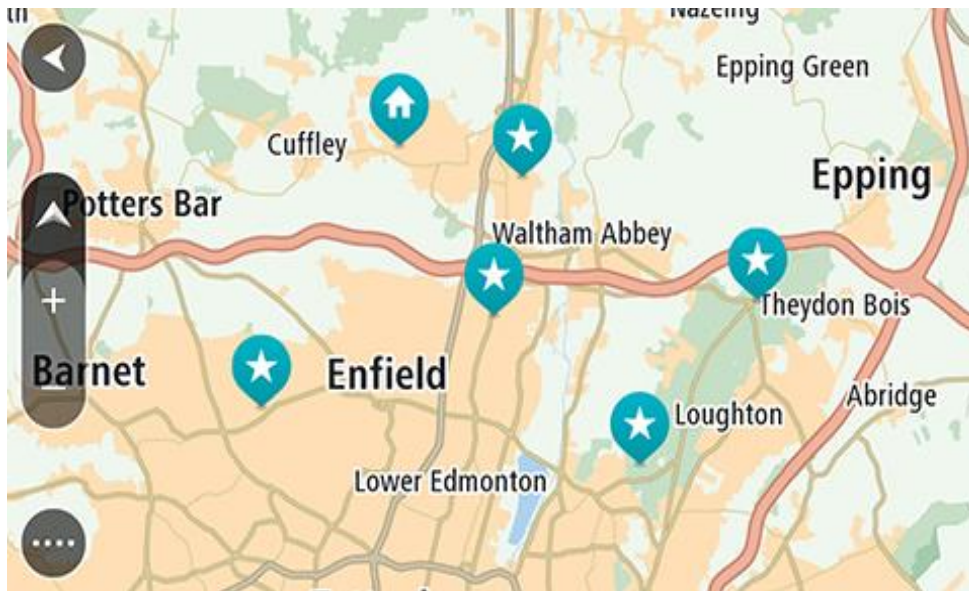 Nazeing
Epping Green
Cuffley
Epping
Potters Bar
Waltham Abbey
Theydon Bois
Barnet
Enfield
Abridge
Loughton
Lower Edmonton